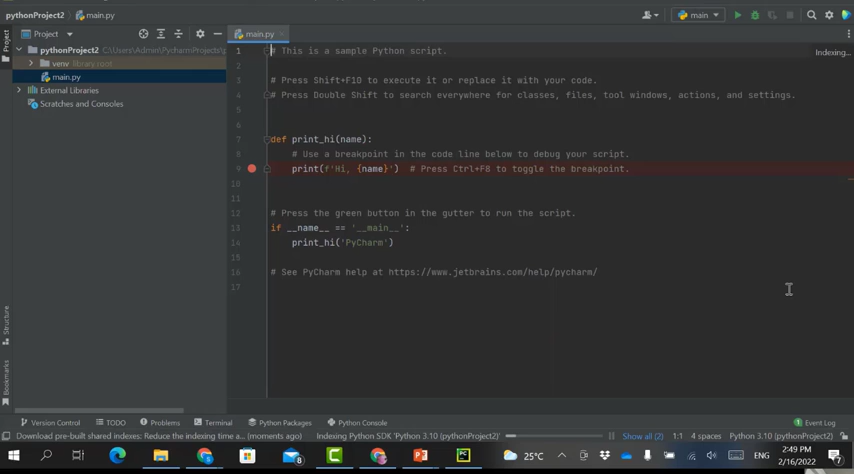 pythonProject2 main.py
main
Project
main.py
Project
pythonProject2 C:\Users\Admin\PycharmProjects\p
venv library root
main.py
External Libraries
Scratches and Consoles
Structure
Bookmarks
Indexing...
1 # This is a sample Python script.
2
3 # Press Shift+F10 to execute it or replace it with your code.
4 # Press Double Shift to search everywhere for classes, files, tool windows, actions, and settings.
5
6
7 def print_hi(name):
8 # Use a breakpoint in the code line below to debug your script.
9 print(f'Hi, {name}') # Press Ctrl+F8 to toggle the breakpoint.
10
11
12 # Press the green button in the gutter to run the script.
13 if __name__ == '__main__':
14 print_hi('PyCharm')
15
16 # See PyCharm help at https://www.jetbrains.com/help/pycharm/
17
Version Control TODO Problems Terminal Python Packages Python Console Event Log
Download pre-built shared indexes: Reduce the indexing time a... (moments ago) Indexing Python SDK 'Python 3.10 (pythonProject2)' Show all (2) 1:1 4 spaces Python 3.10 (pythonProject2)
25°C ENG 2:49 PM
2/16/2022